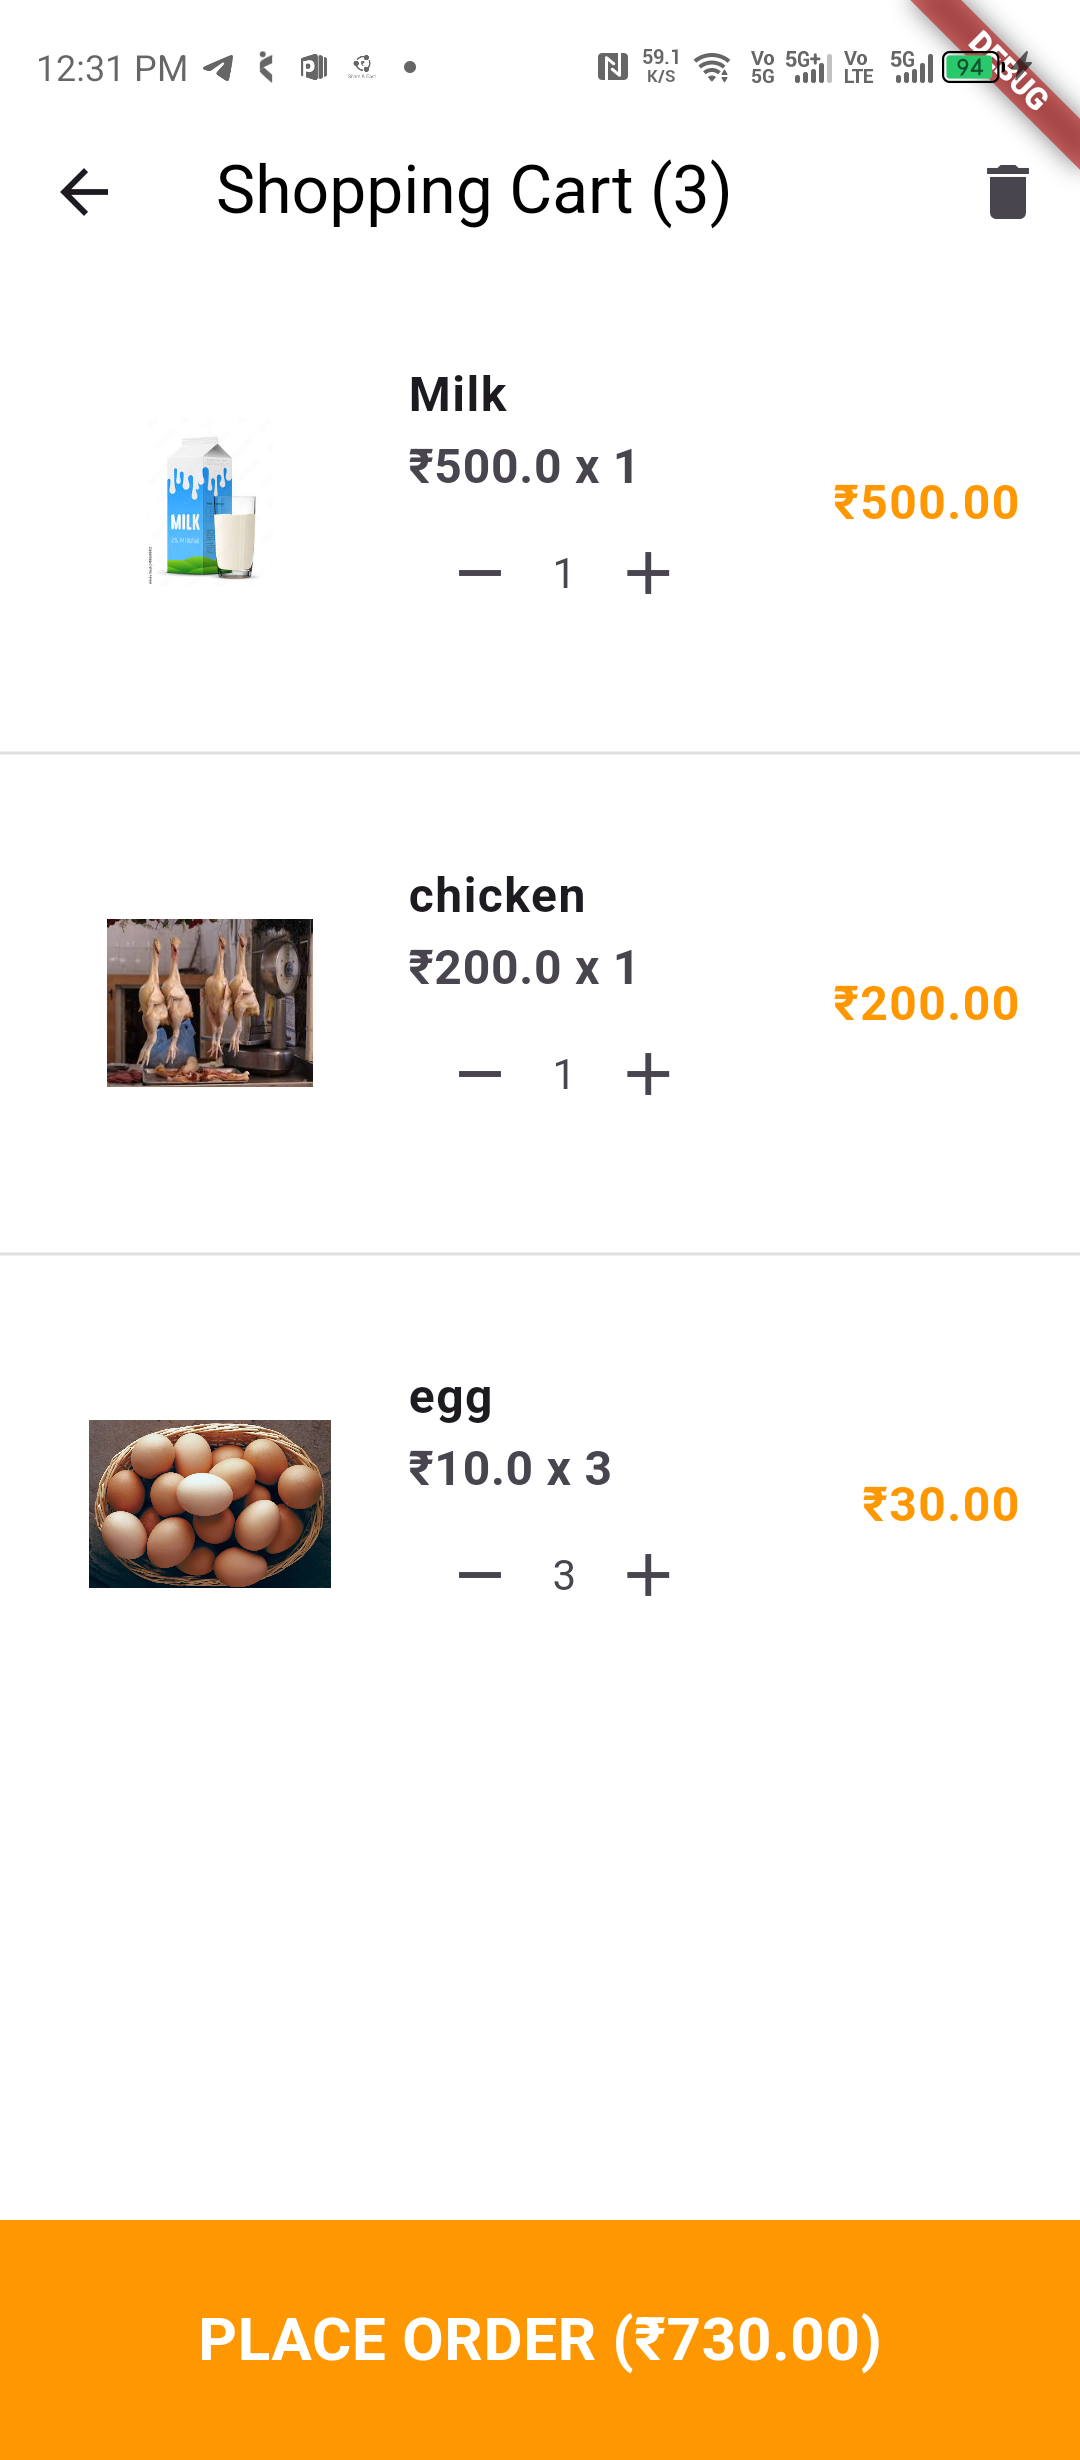 12:31 PM
59.1
K/S
Vo
5G
5G+
Vo
LTE
5G
94
DEBUG
Shopping Cart (3)
Milk
₹500.0 x 1
₹500.00
MILK
1
chicken
₹200.0 x 1
₹200.00
1
egg
₹10.0 x 3
₹30.00
3
PLACE ORDER (₹730.00)